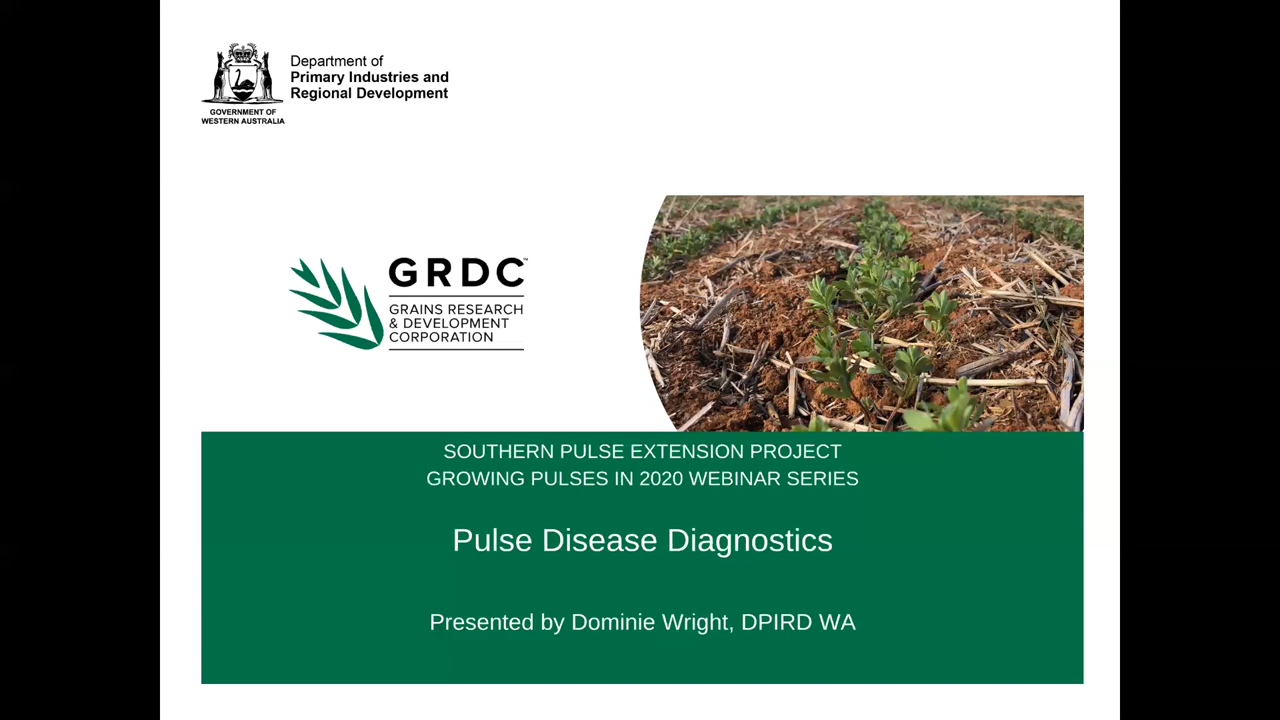 Department of
Primary Industries and
Regional Development
GOVERNMENT OF
WESTERN AUSTRALIA
GRDC™
GRAINS RESEARCH
& DEVELOPMENT
CORPORATION
SOUTHERN PULSE EXTENSION PROJECT
GROWING PULSES IN 2020 WEBINAR SERIES
Pulse Disease Diagnostics
Presented by Dominie Wright, DPIRD WA